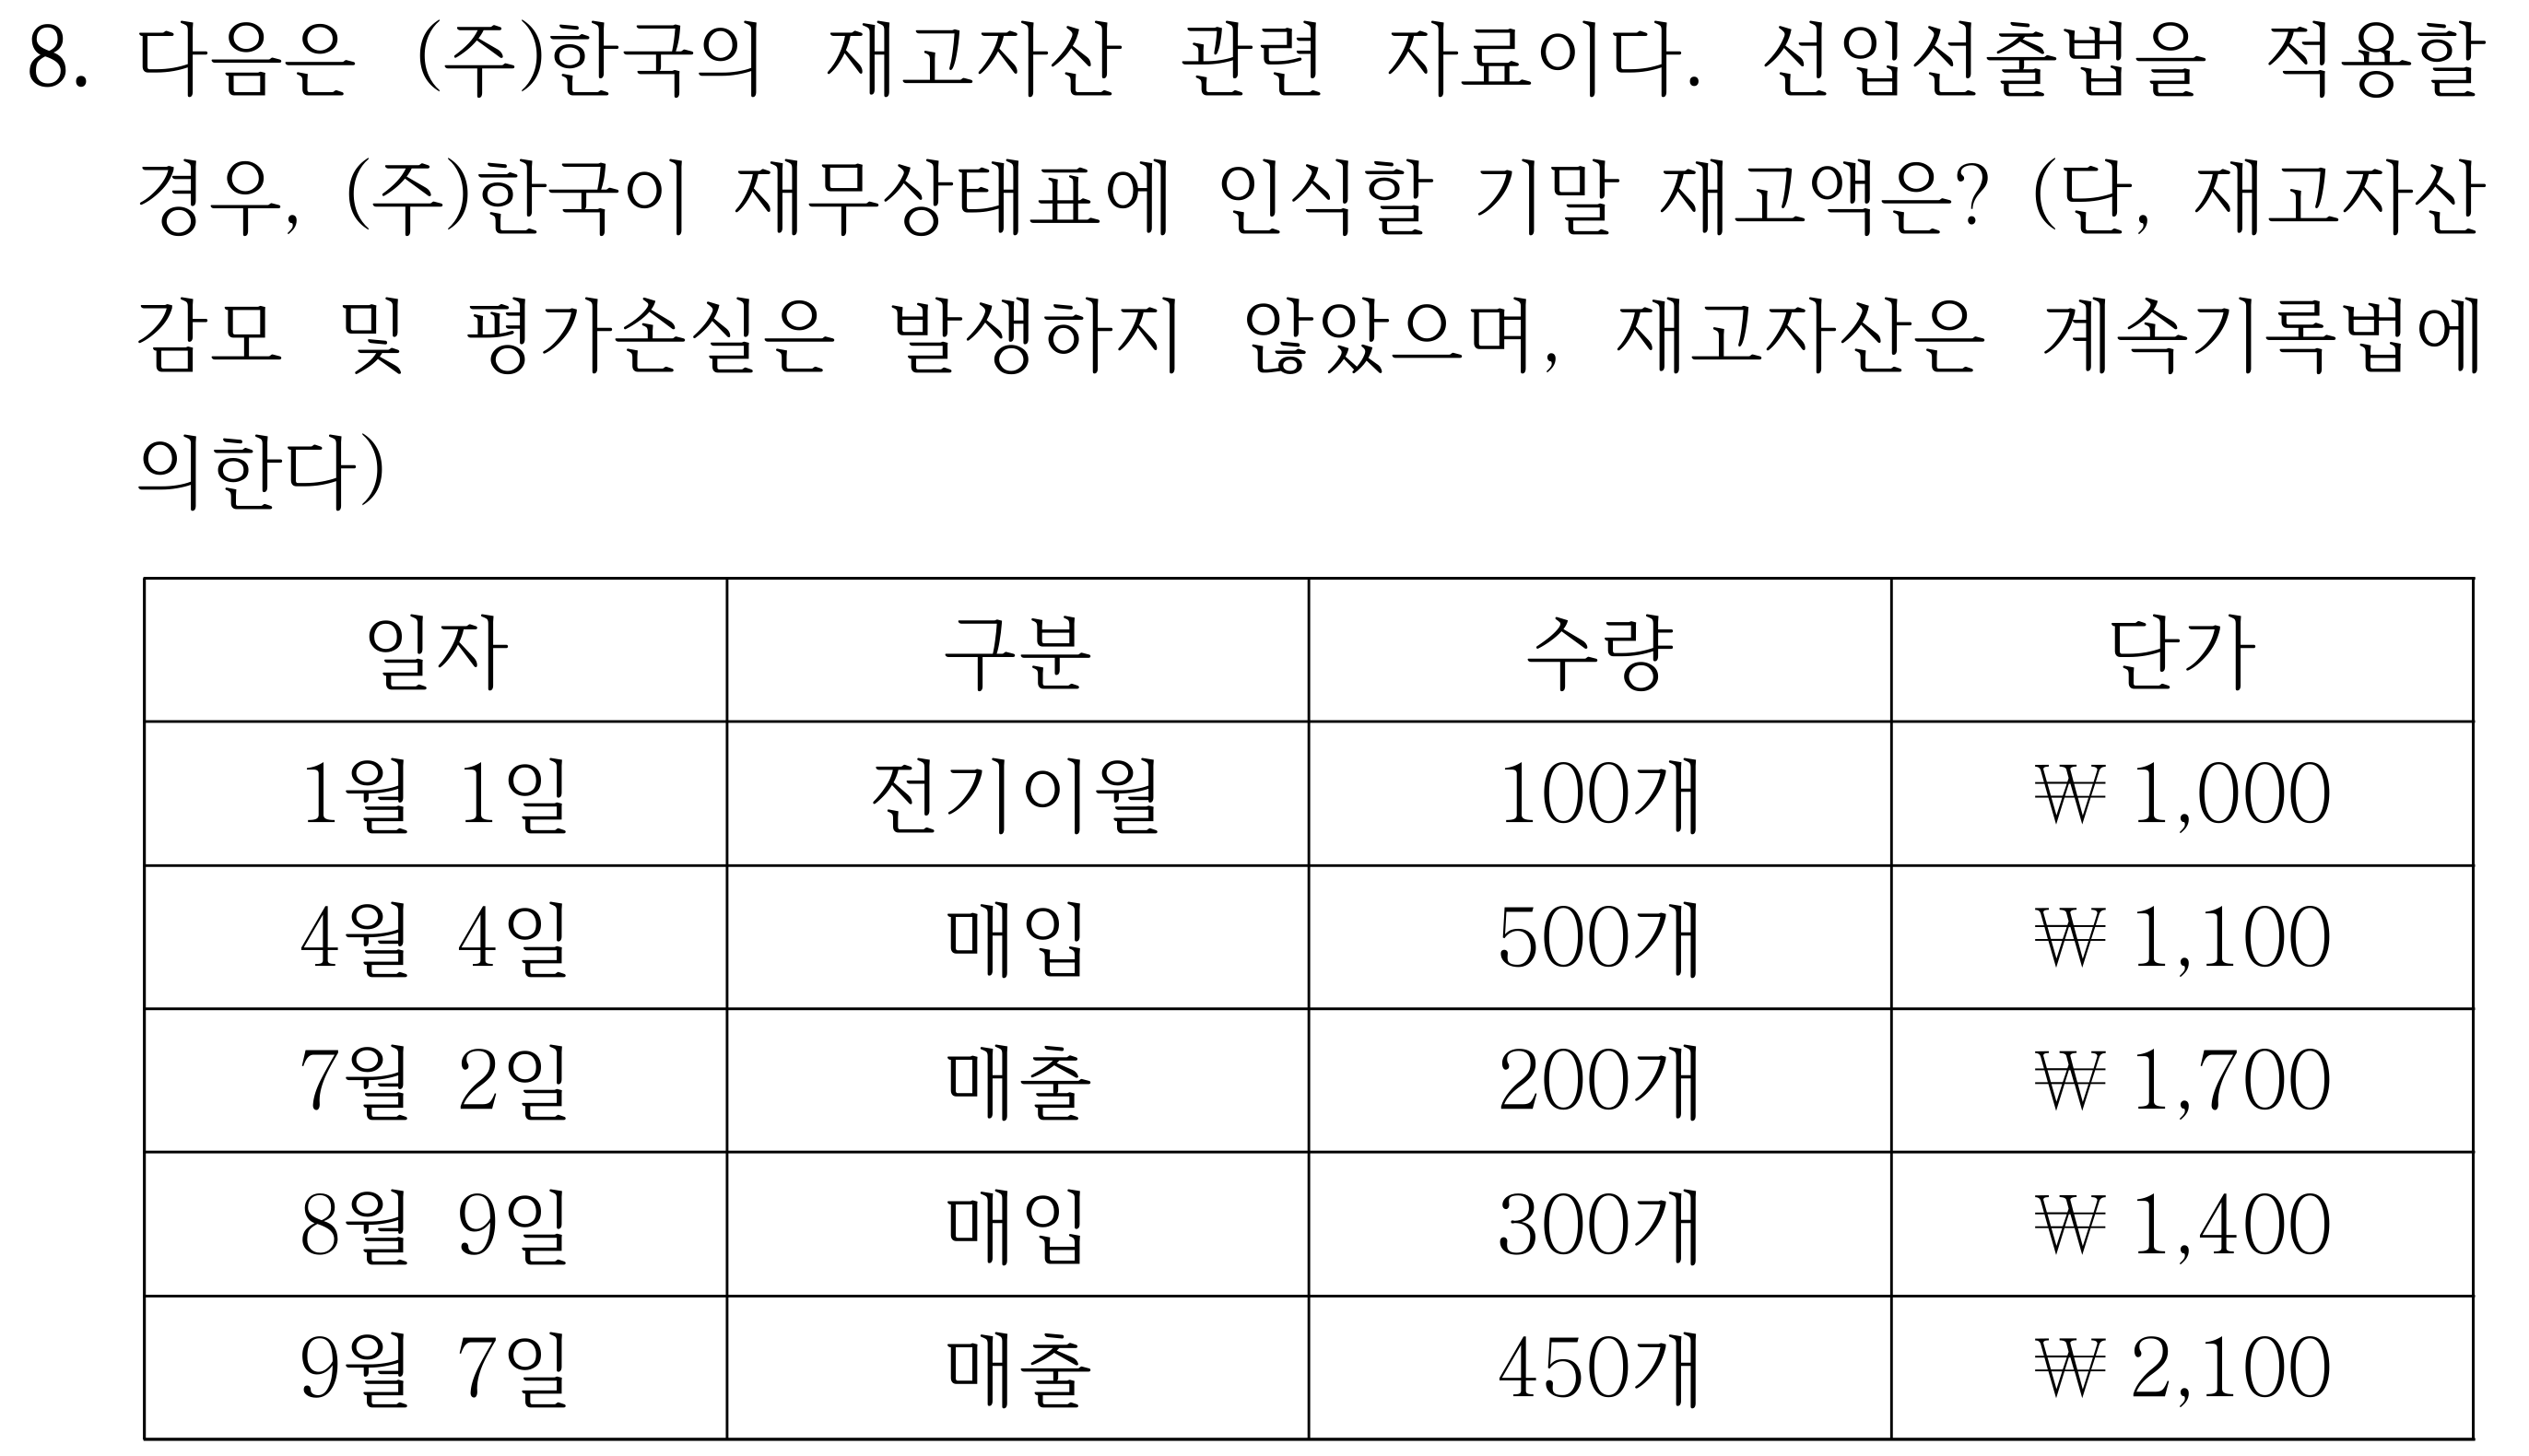 8. 다음은 (주)한국의 재고자산 관련 자료이다. 선입선출법을 적용할
경우, (주)한국이 재무상태표에 인식할 기말 재고액은? (단, 재고자산
감모 및 평가손실은 발생하지 않았으며, 재고자산은 계속기록법에
의한다)
일자 구분 수량 단가
1월 1일 전기이월 100개 ₩ 1,000
4월 4일 매입 500개 ₩ 1,100
7월 2일 매출 200개 ₩ 1,700
8월 9일 매입 300개 ₩ 1,400
9월 7일 매출 450개 ₩ 2,100